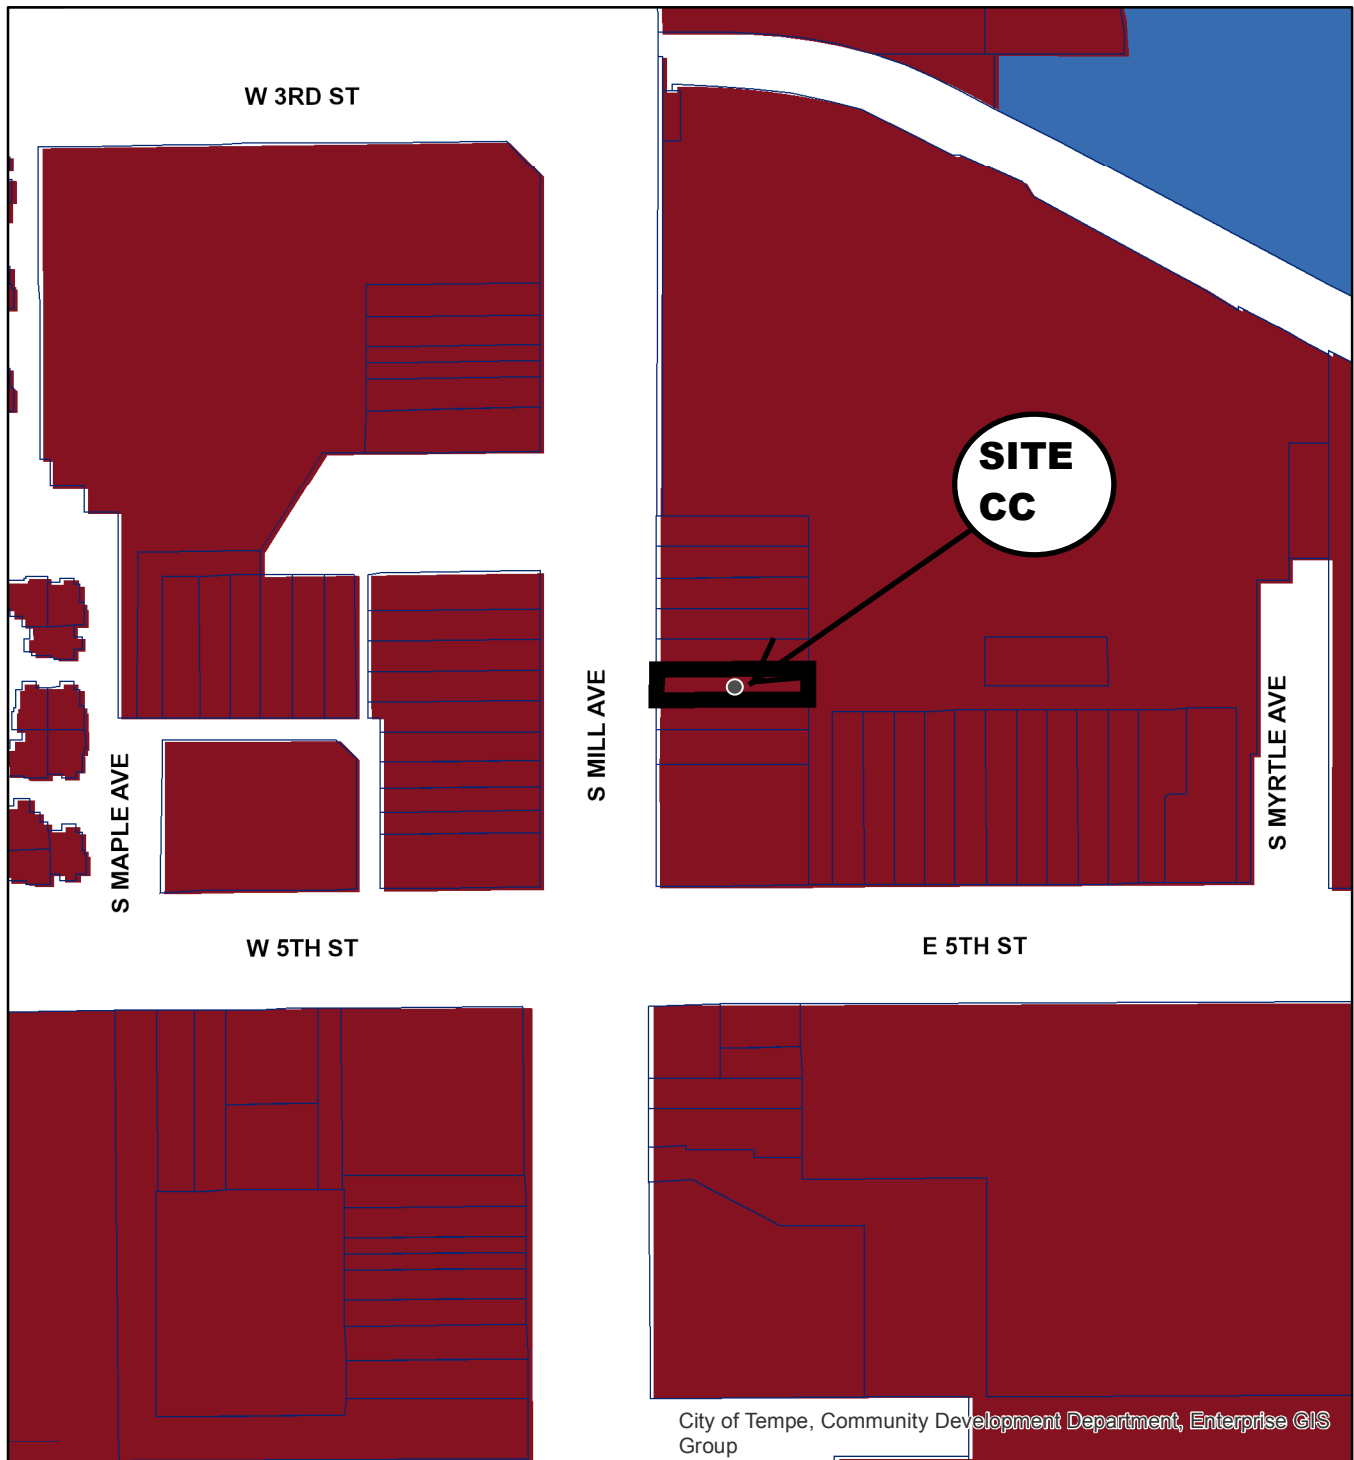 W 3RD ST
SITE
CC
S MILL AVE
S MYRTLE AVE
S MAPLE AVE
W 5TH ST
E 5TH ST
City of Tempe, Community Development Department, Enterprise GIS
Group